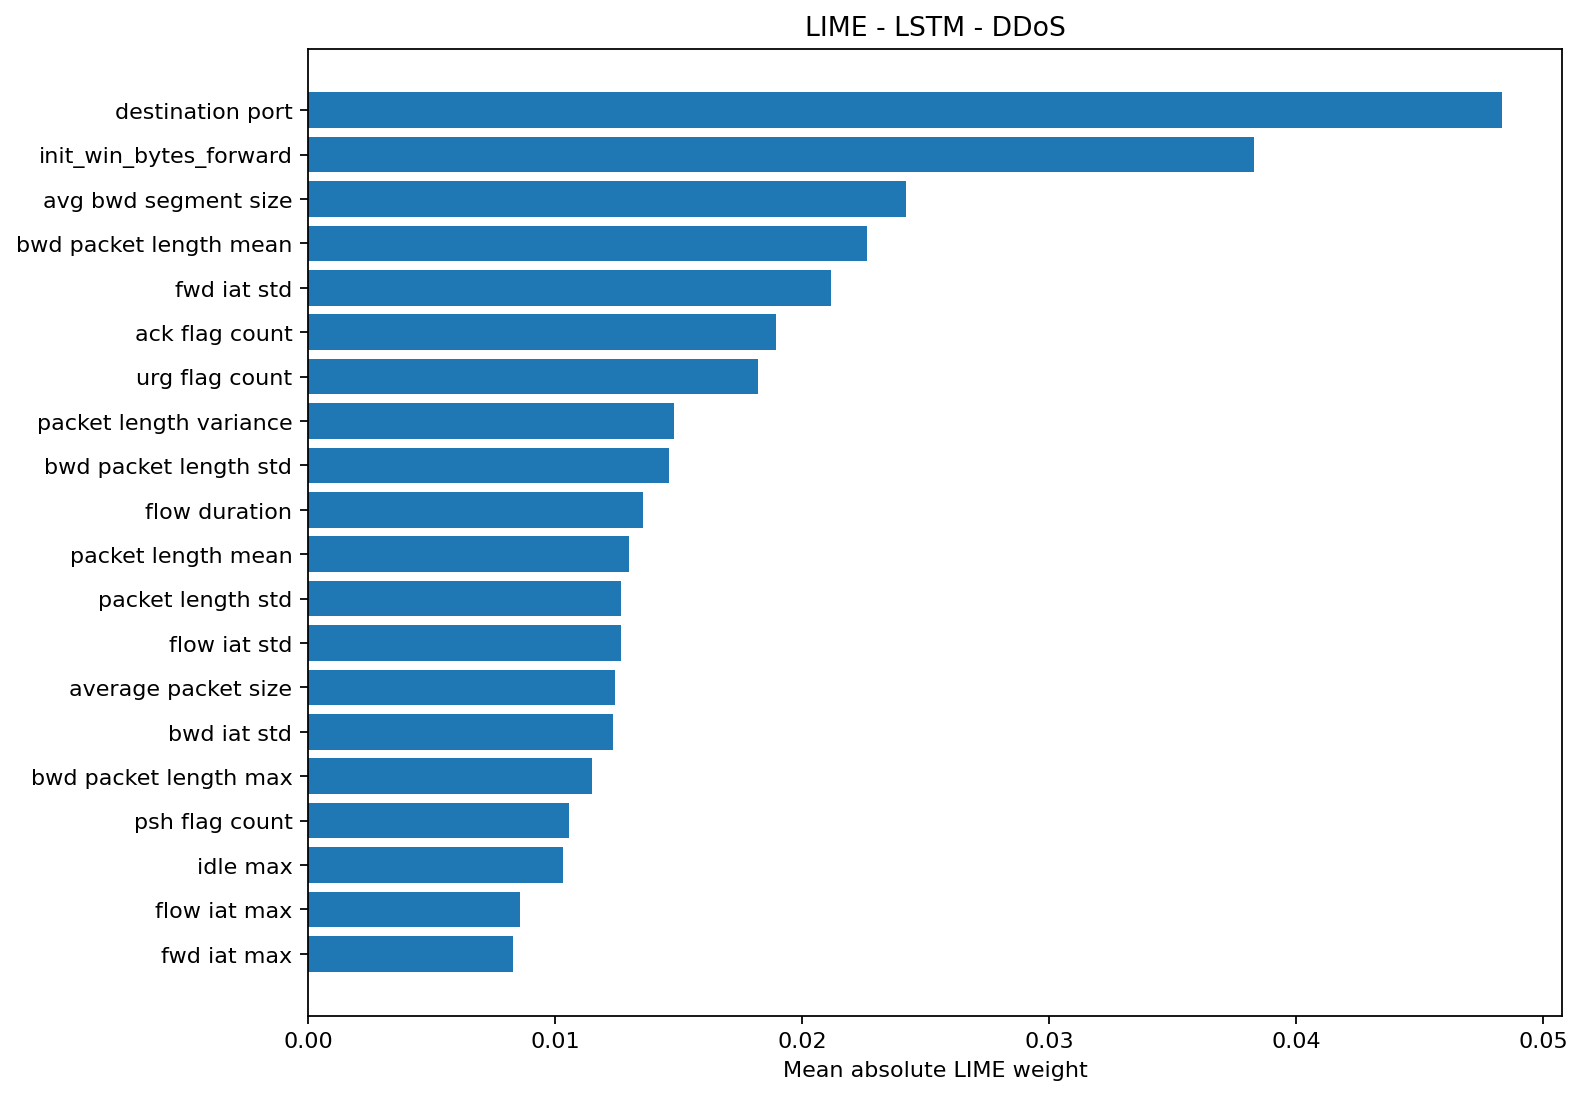 LIME - LSTM - DDoS
destination port
init_win_bytes_forward
avg bwd segment size
bwd packet length mean
fwd iat std
ack flag count
urg flag count
packet length variance
bwd packet length std
flow duration
packet length mean
packet length std
flow iat std
average packet size
bwd iat std
bwd packet length max
psh flag count
idle max
flow iat max
fwd iat max
0.00 0.01 0.02 0.03 0.04 0.05
Mean absolute LIME weight